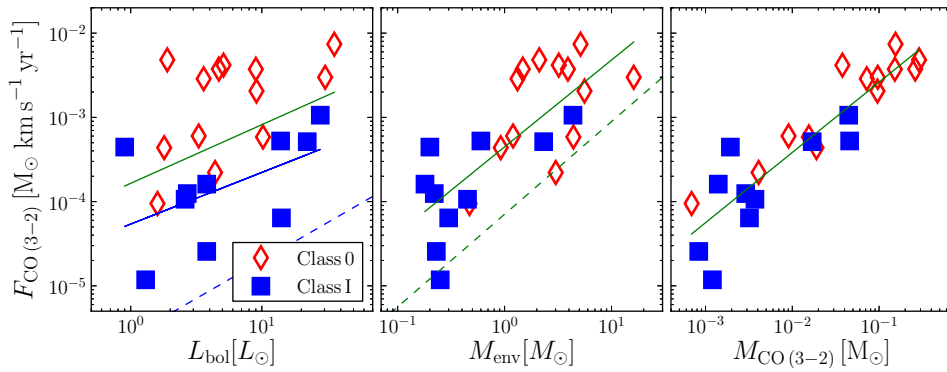 F_CO (3−2) [M_⊙ km s^−1 yr^−1]
10^−2
10^−3
10^−4
10^−5
Class 0
Class I
10^0 10^1
L_bol[L_⊙]
10^−1 10^0 10^1
M_env[M_⊙]
10^−3 10^−2 10^−1
M_CO (3−2) [M_⊙]